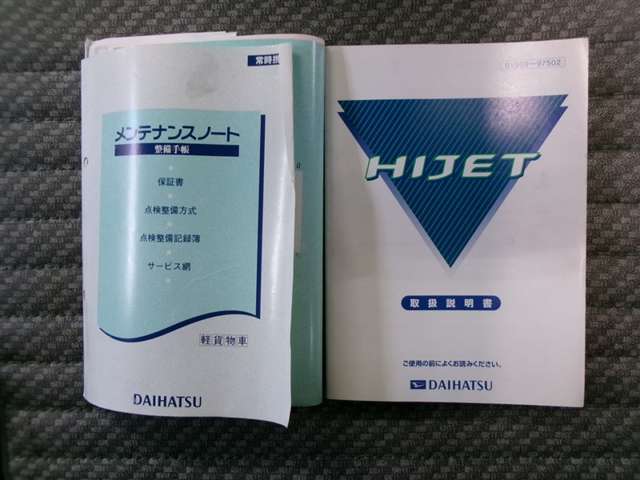 常時携
メンテナンスノート
整備手帳
保証書
点検整備方式
点検整備記録簿
サービス網
軽貨物車
DAIHATSU
HIJET
取扱説明書
ご使用の前によくお読みください。
DAIHATSU